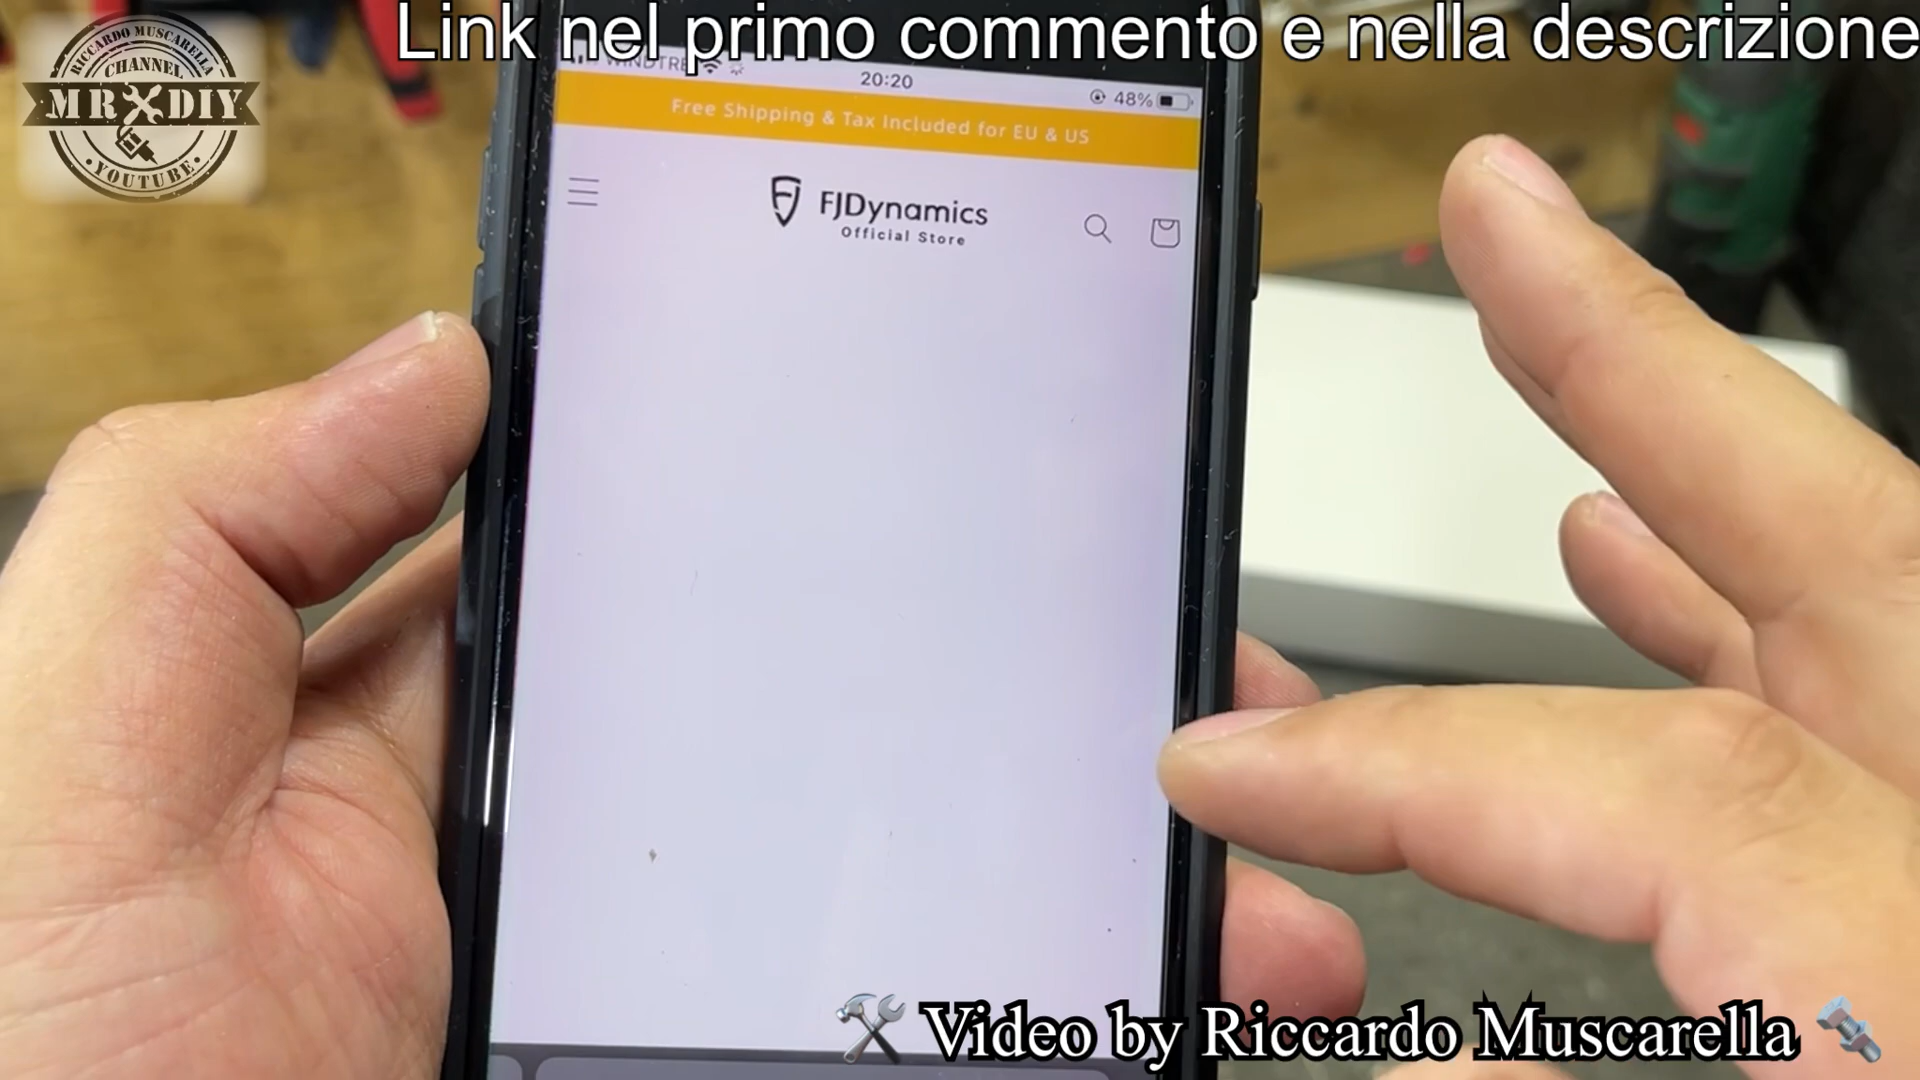 Link nel primo commento e nella descrizione
RICCARDO MUSCARELLA
CHANNEL
MR DIY
YOUTUBE
WINDTRE
20:20
48%
Free Shipping & Tax Included for EU & US
FJDynamics
Official Store
Video by Riccardo Muscarella